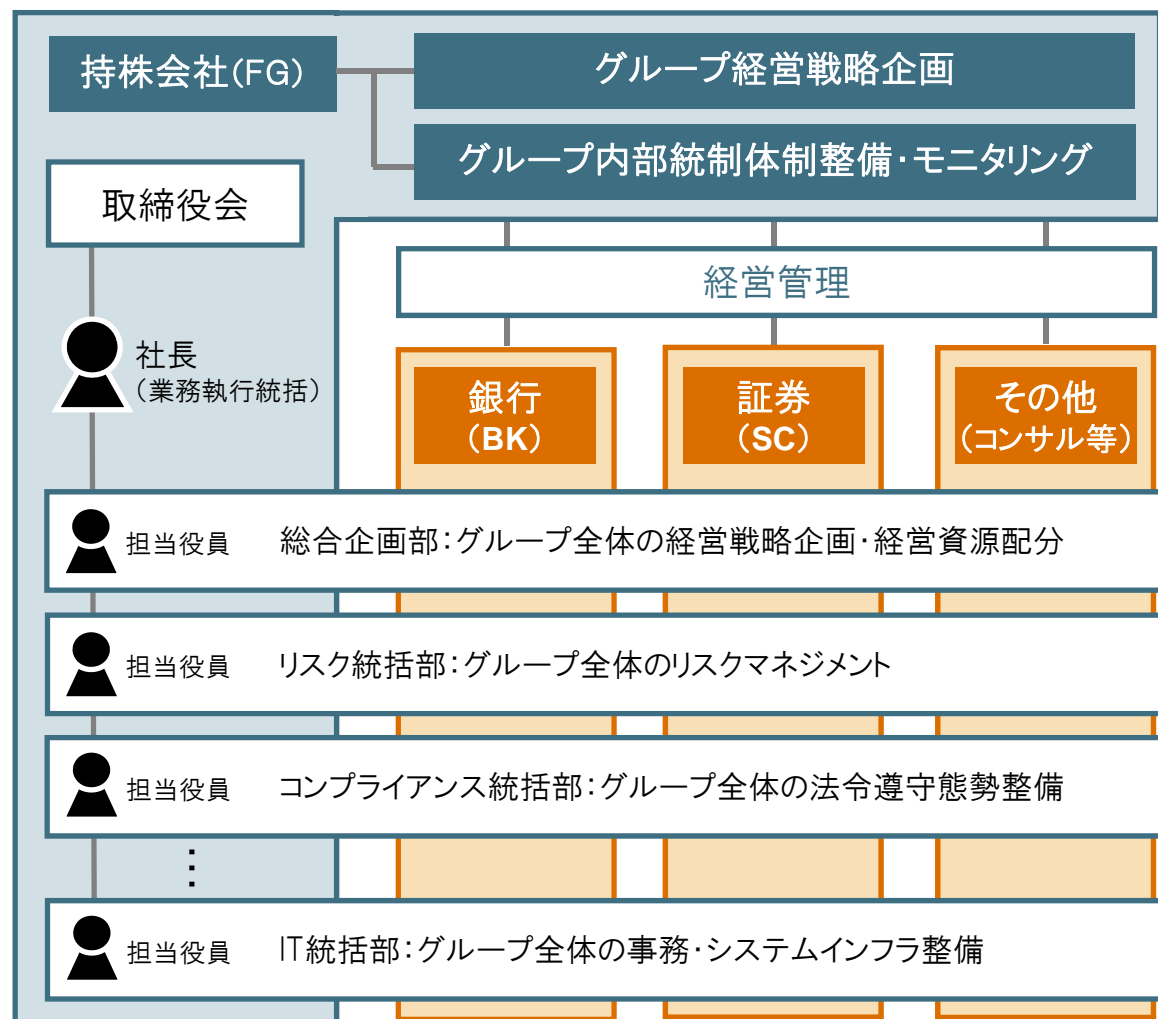 持株会社(FG)
グループ経営戦略企画
グループ内部統制体制整備・モニタリング
取締役会
経営管理
社長
（業務執行統括）
銀行
（BK）
証券
（SC）
その他
（コンサル等）
担当役員 総合企画部：グループ全体の経営戦略企画・経営資源配分
担当役員 リスク統括部：グループ全体のリスクマネジメント
担当役員 コンプライアンス統括部：グループ全体の法令遵守態勢整備
⋮
担当役員 IT統括部：グループ全体の事務・システムインフラ整備